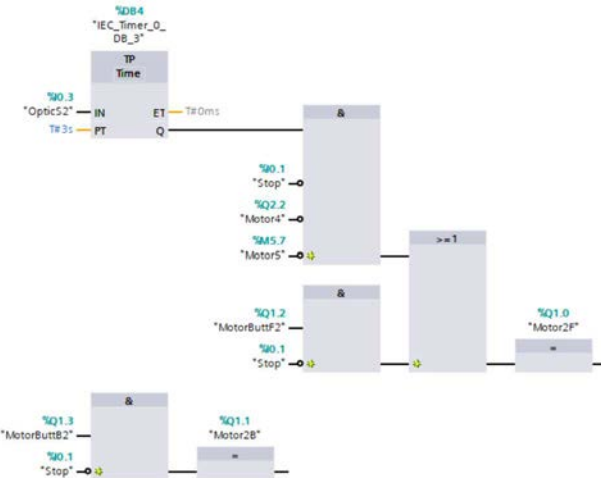 %DB4
"IEC_Timer_0_
DB_3"
TP
Time
%I0.3
"OpticS2" IN ET T#0ms
T#3s PT Q
&
%I0.1
"Stop"
%Q2.2
"Motor4"
%M5.7
"Motor5"
>=1
&
%Q1.2
"MotorButtF2"
%I0.1
"Stop"
%Q1.0
"Motor2F"
=
&
%Q1.3
"MotorButtB2"
%I0.1
"Stop"
%Q1.1
"Motor2B"
=